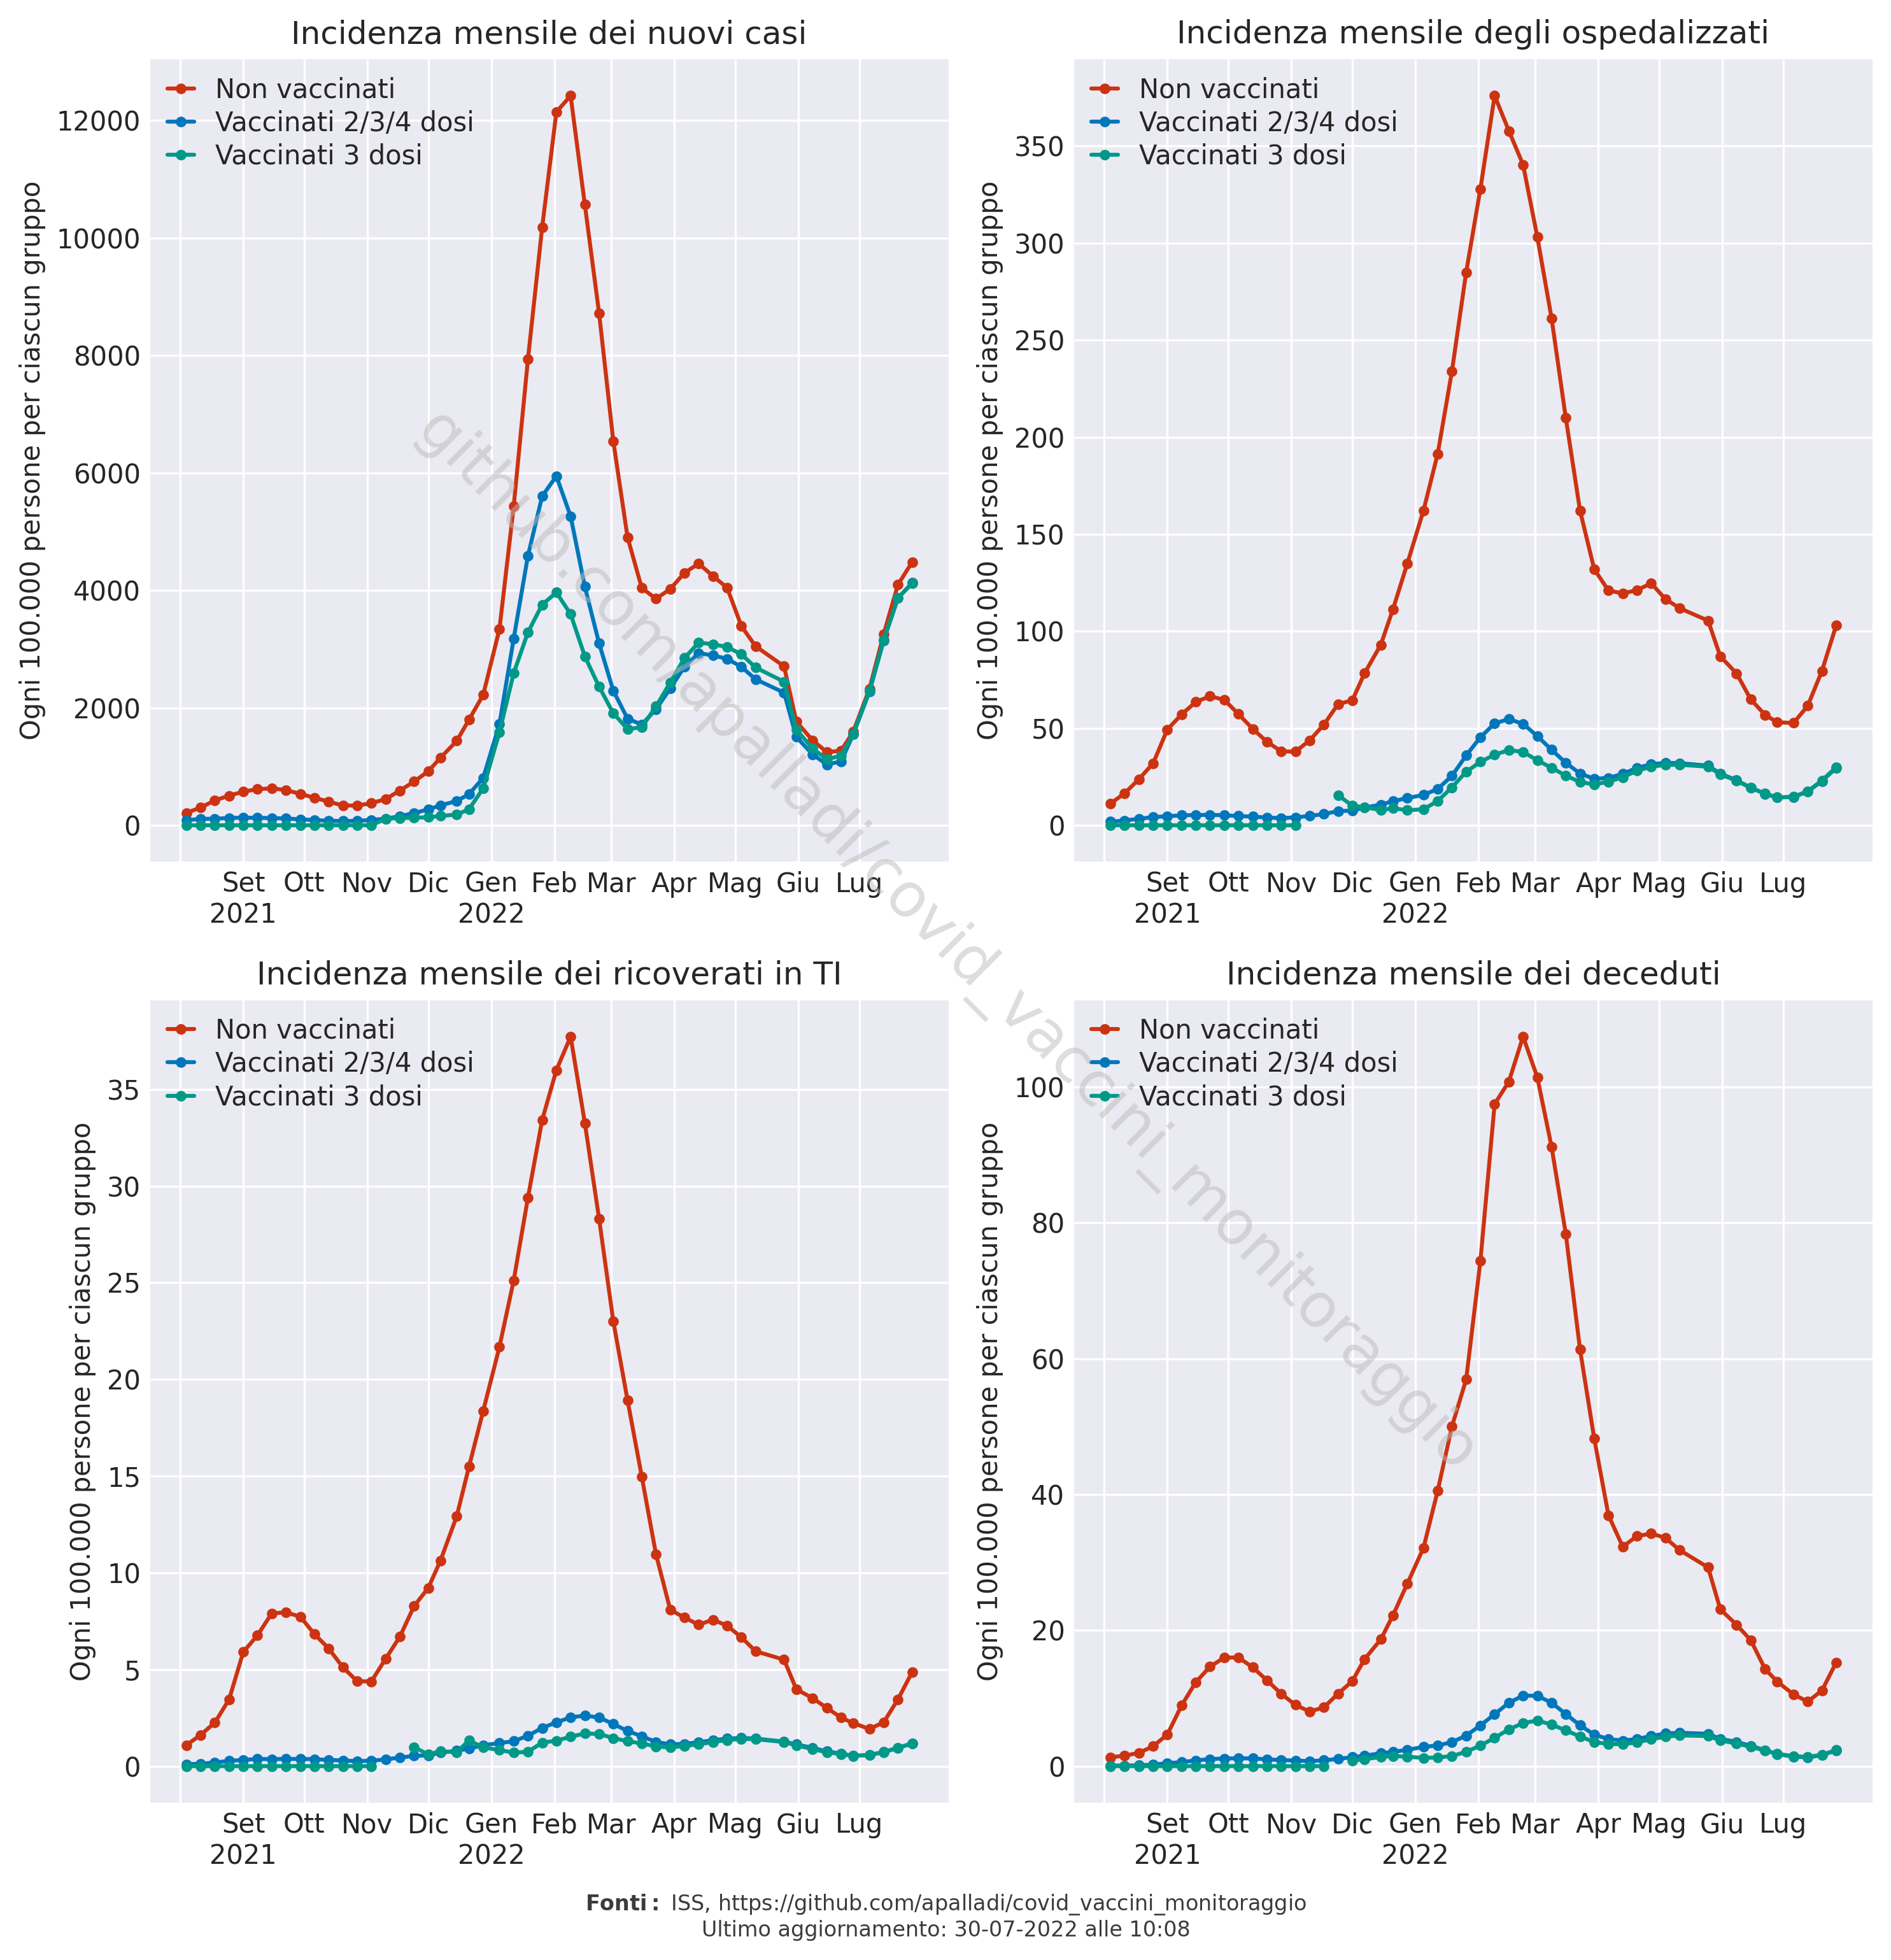 Incidenza mensile dei nuovi casi
Non vaccinati
Vaccinati 2/3/4 dosi
Vaccinati 3 dosi
Ogni 100.000 persone per ciascun gruppo
12000
10000
8000
6000
4000
2000
0
Set Ott Nov Dic Gen Feb Mar Apr Mag Giu Lug
2021 2022
Incidenza mensile degli ospedalizzati
Non vaccinati
Vaccinati 2/3/4 dosi
Vaccinati 3 dosi
Ogni 100.000 persone per ciascun gruppo
350
300
250
200
150
100
50
0
Set Ott Nov Dic Gen Feb Mar Apr Mag Giu Lug
2021 2022
Incidenza mensile dei ricoverati in TI
Non vaccinati
Vaccinati 2/3/4 dosi
Vaccinati 3 dosi
Ogni 100.000 persone per ciascun gruppo
35
30
25
20
15
10
5
0
Set Ott Nov Dic Gen Feb Mar Apr Mag Giu Lug
2021 2022
Incidenza mensile dei deceduti
Non vaccinati
Vaccinati 2/3/4 dosi
Vaccinati 3 dosi
Ogni 100.000 persone per ciascun gruppo
100
80
60
40
20
0
Set Ott Nov Dic Gen Feb Mar Apr Mag Giu Lug
2021 2022
github.com/apalladi/covid_vaccini_monitoraggio
Fonti: ISS, https://github.com/apalladi/covid_vaccini_monitoraggio
Ultimo aggiornamento: 30-07-2022 alle 10:08